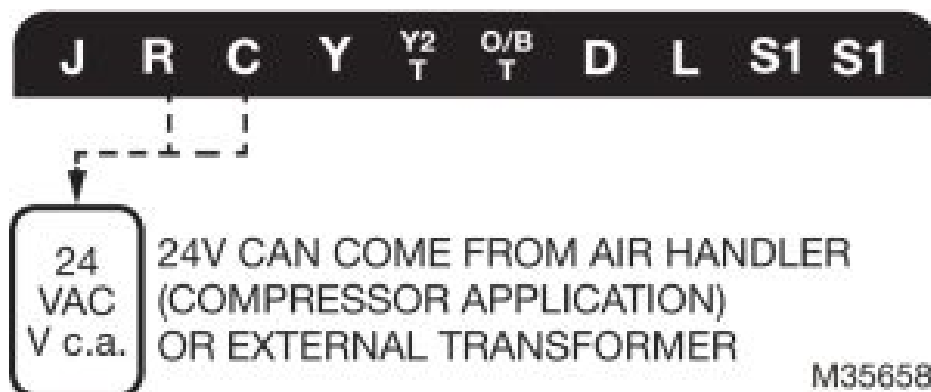 J R C Y Y2 T O/B T D L S1 S1
24 VAC V c.a.
24V CAN COME FROM AIR HANDLER
(COMPRESSOR APPLICATION)
OR EXTERNAL TRANSFORMER
M35658